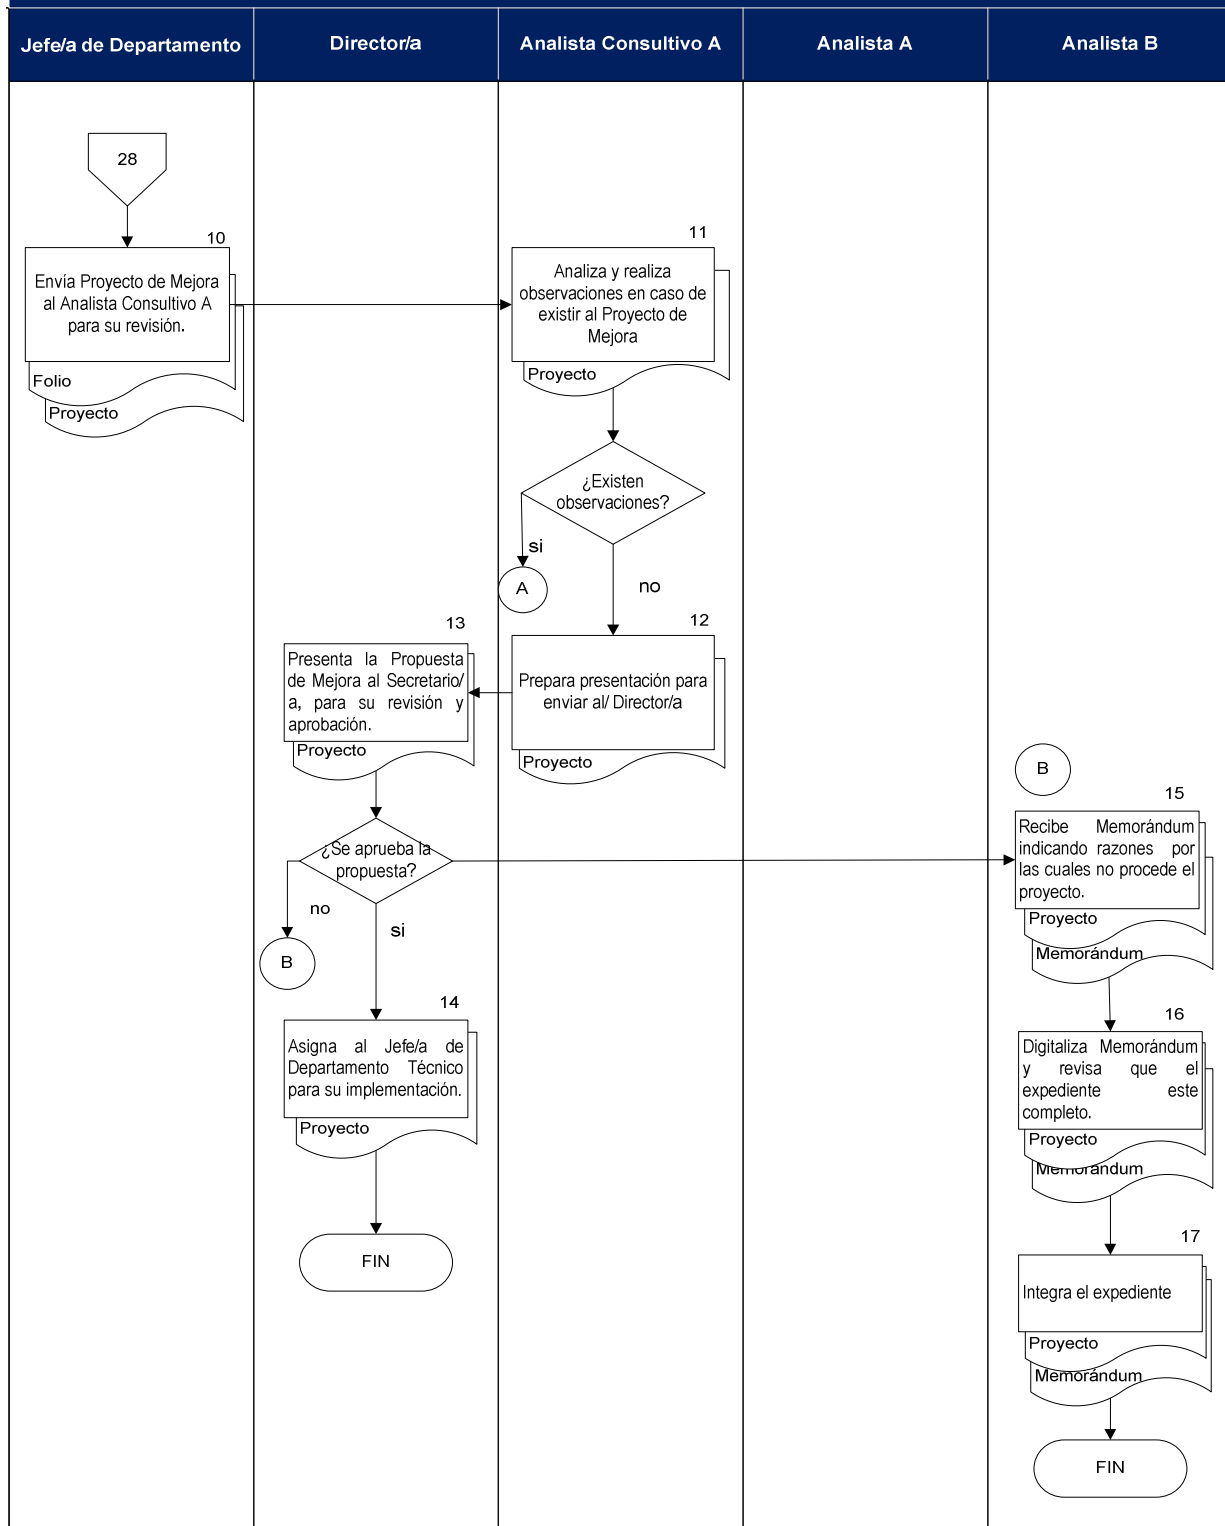 Jefe/a de Departamento
Director/a
Analista Consultivo A
Analista A
Analista B
28
10
Envía Proyecto de Mejora
al Analista Consultivo A
para su revisión.
Folio
Proyecto
11
Analiza y realiza
observaciones en caso de
existir al Proyecto de
Mejora
Proyecto
¿Existen
observaciones?
si
A
no
12
Prepara presentación para
enviar al/ Director/a
Proyecto
13
Presenta la Propuesta
de Mejora al Secretario/
a, para su revisión y
aprobación.
Proyecto
¿Se aprueba la
propuesta?
no
B
si
14
Asigna al Jefe/a de
Departamento Técnico
para su implementación.
Proyecto
FIN
B
15
Recibe Memorándum
indicando razones por
las cuales no procede el
proyecto.
Proyecto
Memorándum
16
Digitaliza Memorándum
y revisa que el
expediente este
completo.
Proyecto
Memorándum
17
Integra el expediente
Proyecto
Memorándum
FIN